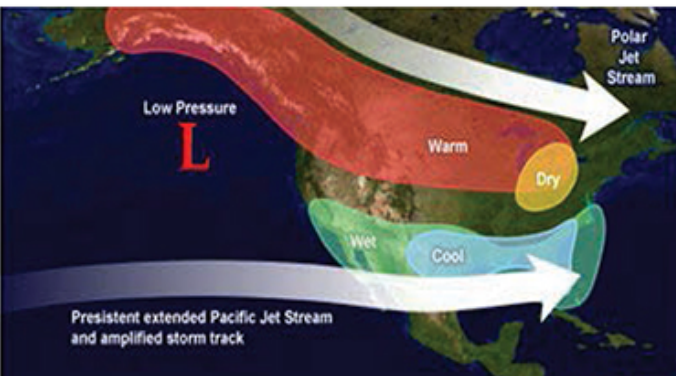 Polar
Jet
Stream
Low Pressure
L
Warm
Dry
Wet
Cool
Presistent extended Pacific Jet Stream
and amplified storm track